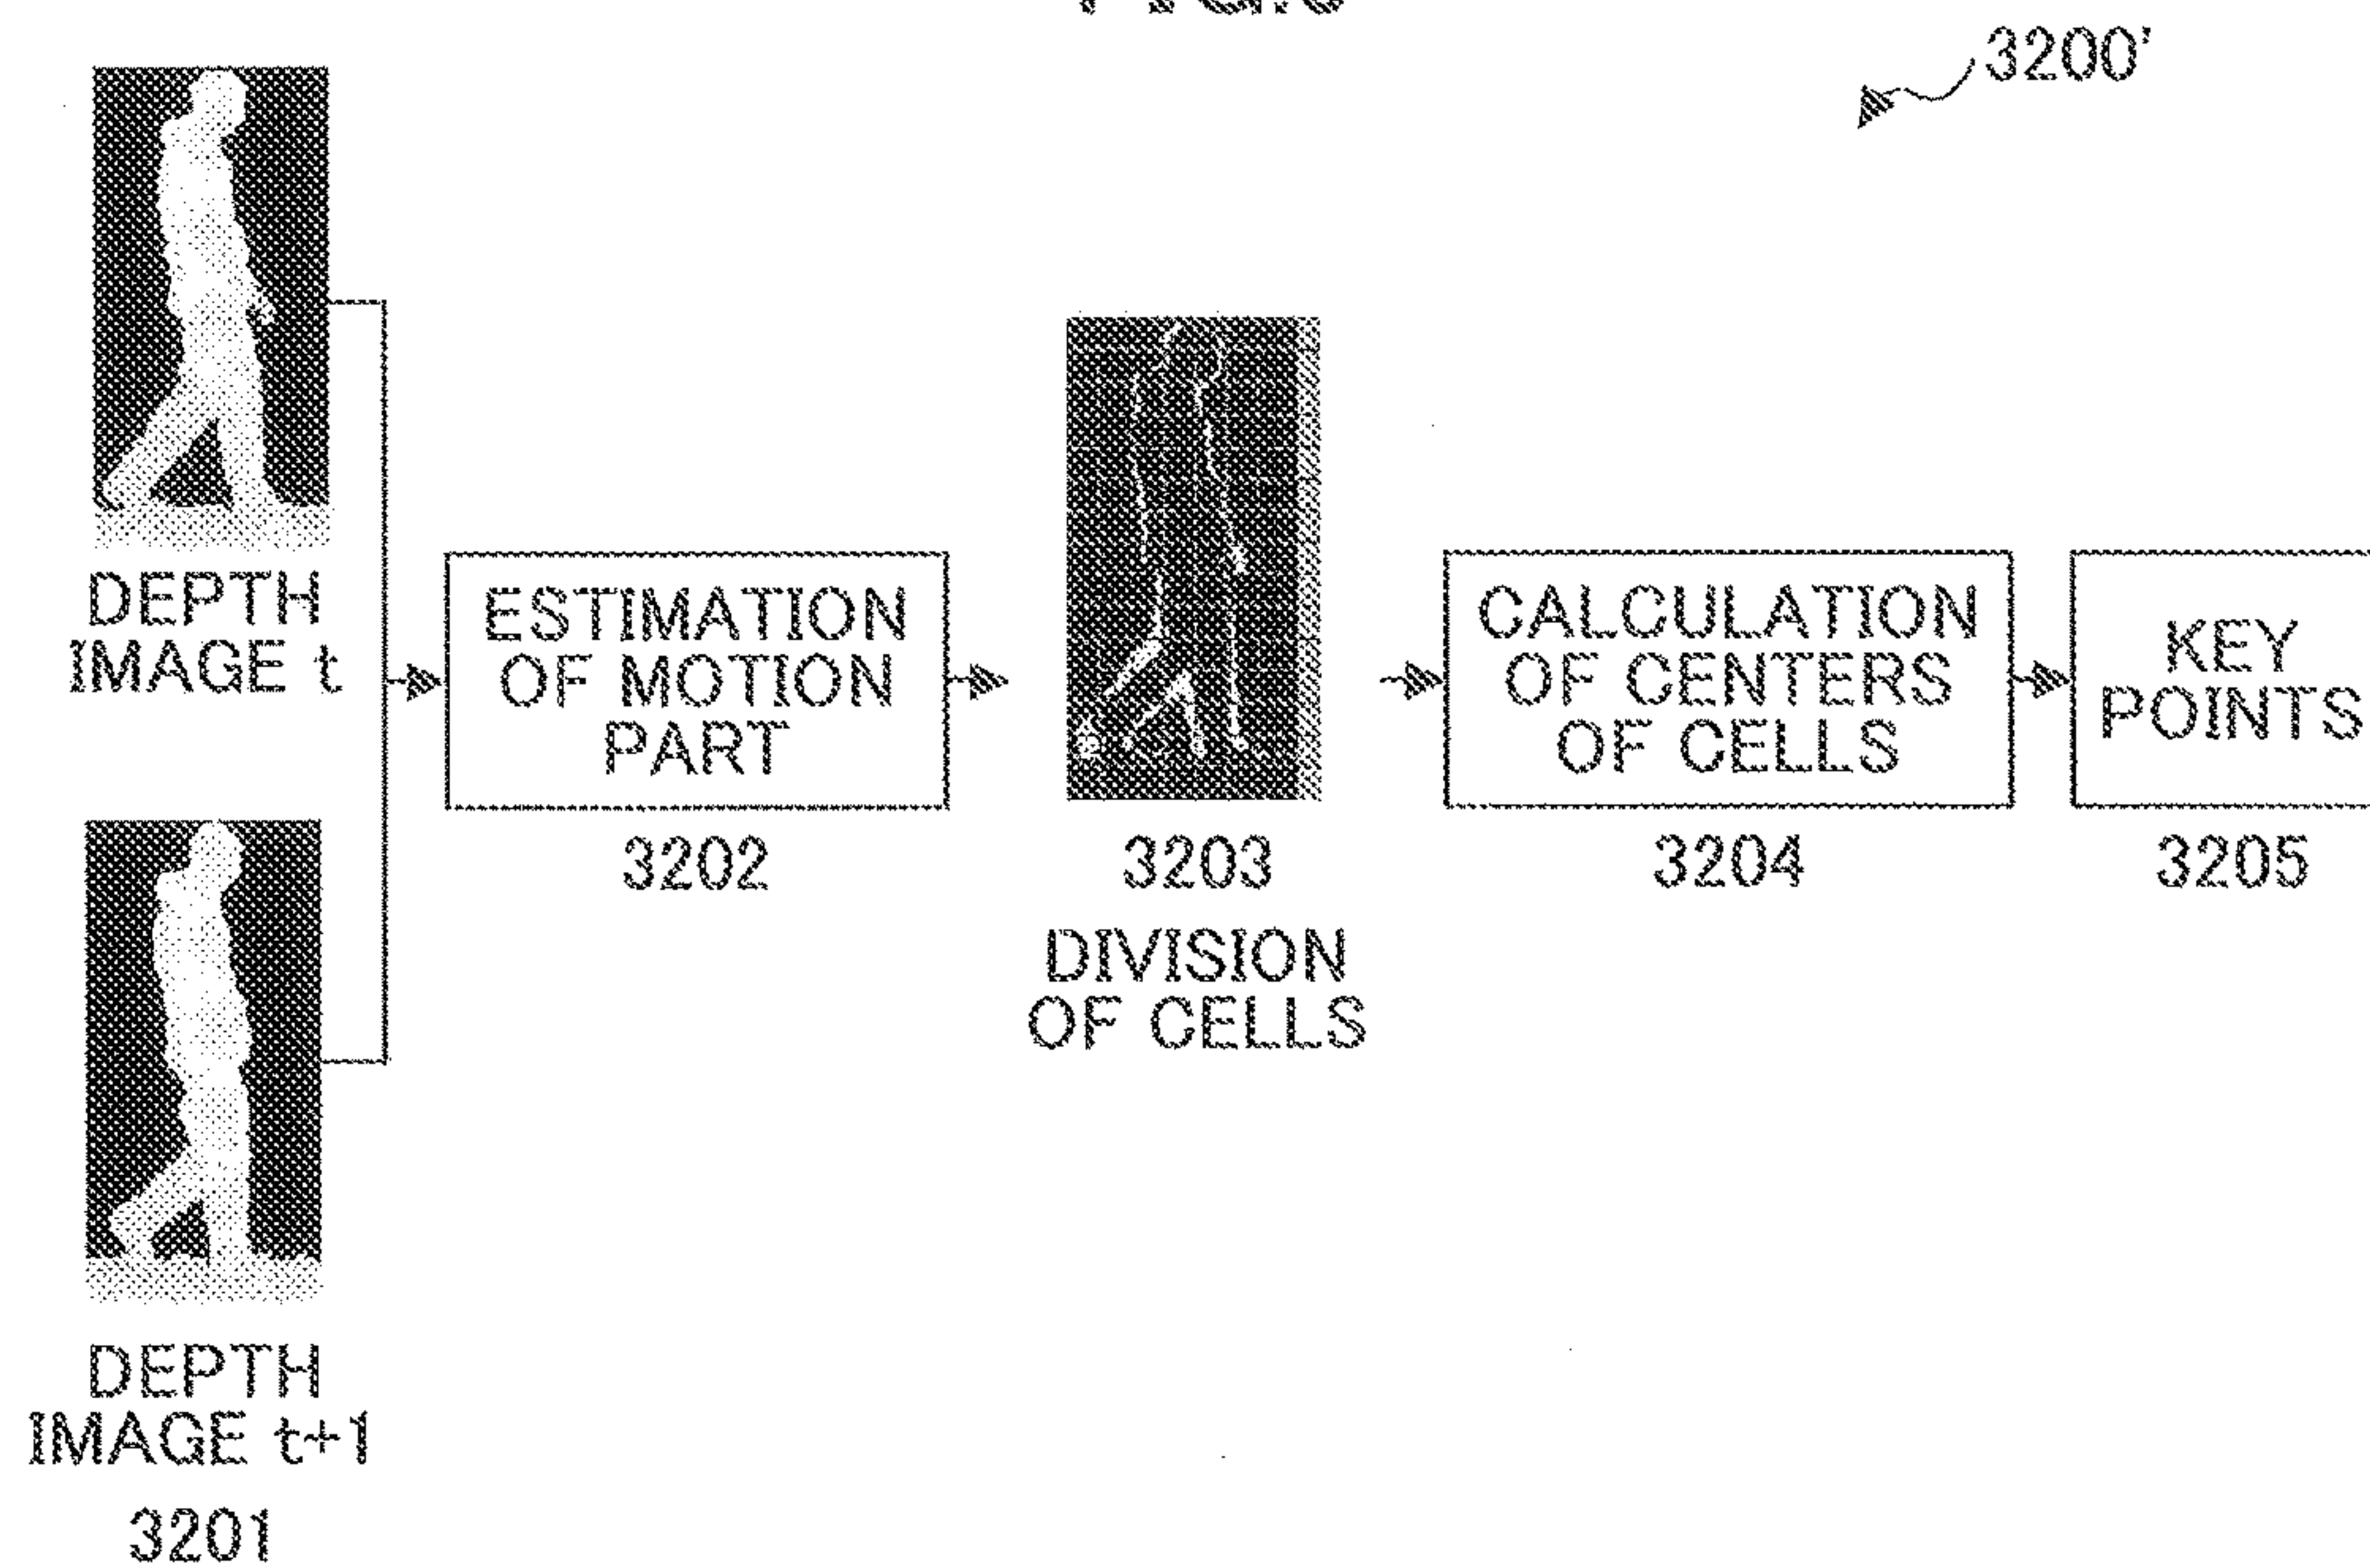 3200'
DEPTH
IMAGE t
ESTIMATION
OF MOTION
PART
3202
3203
DIVISION
OF CELLS
CALCULATION
OF CENTERS
OF CELLS
3204
KEY
POINTS
3205
DEPTH
IMAGE t+1
3201